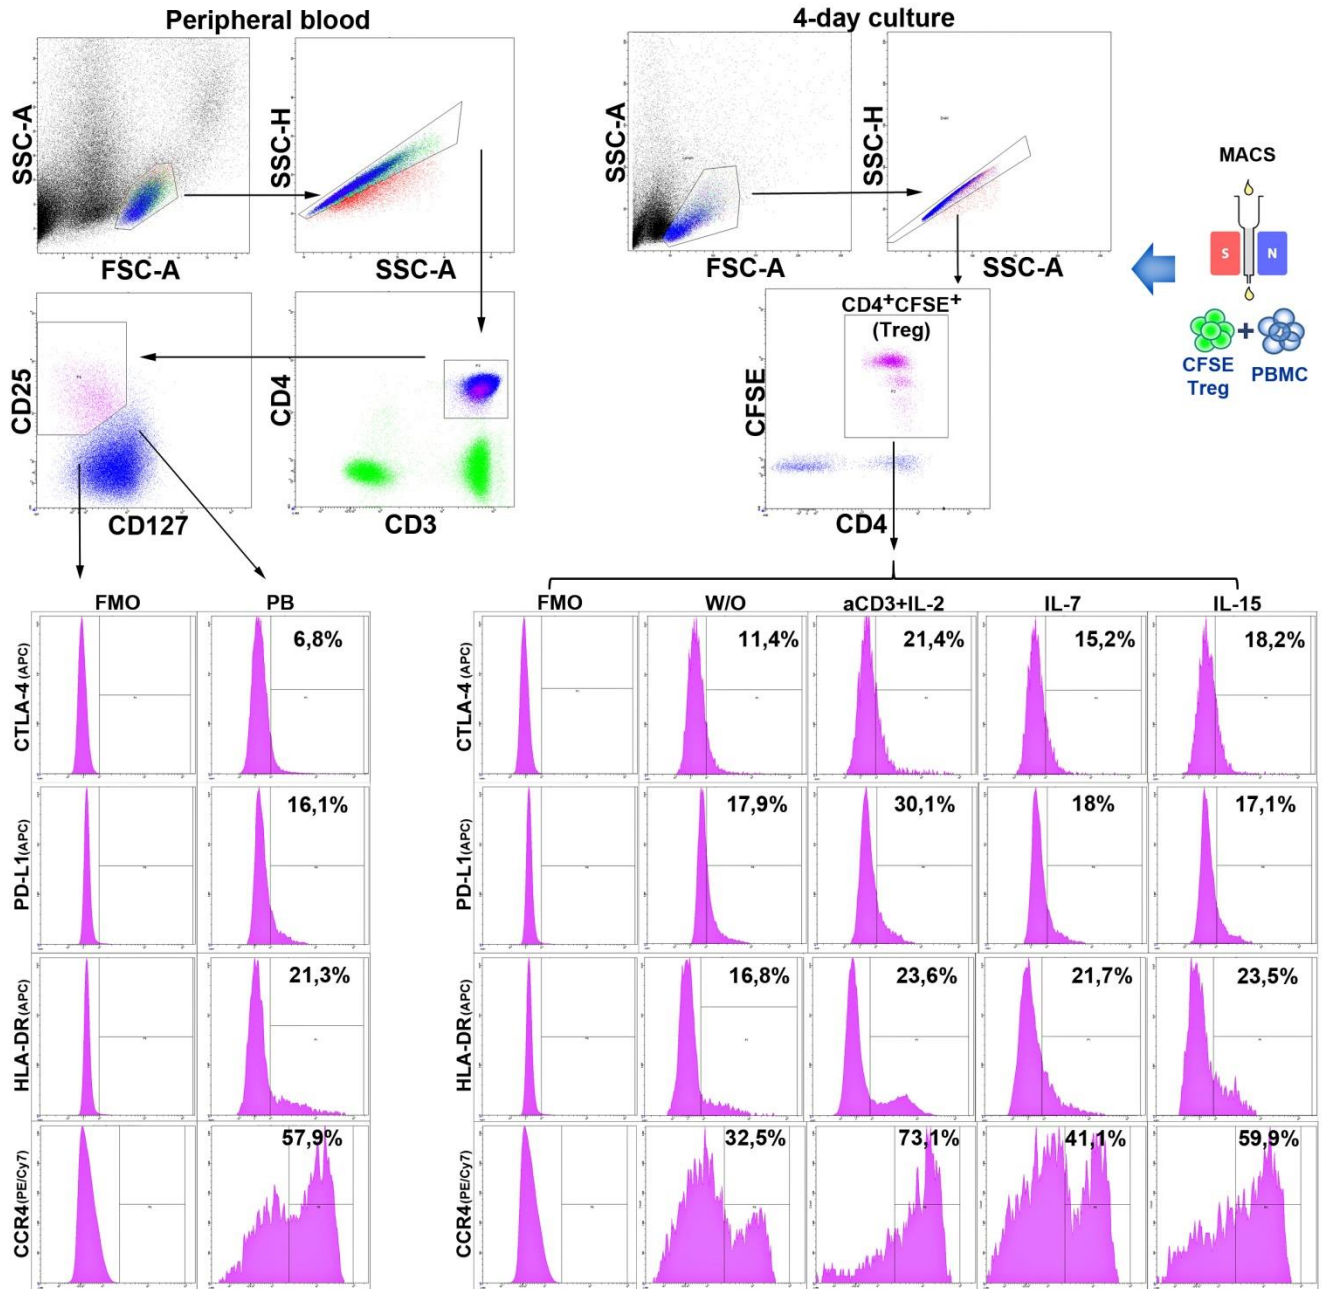 Peripheral blood
4-day culture
SSC-A
FSC-A
SSC-H
SSC-A
SSC-A
FSC-A
SSC-H
SSC-A
MACS
S
N
CFSE
Treg
+
PBMC
CD25
CD127
CD4
CD3
CFSE
CD4+CFSE+
(Treg)
CD4
FMO
PB
FMO
W/O
aCD3+IL-2
IL-7
IL-15
CTLA-4 (APC)
6,8%
CTLA-4 (APC)
11,4%
21,4%
15,2%
18,2%
PD-L1(APC)
16,1%
PD-L1(APC)
17,9%
30,1%
18%
17,1%
HLA-DR(APC)
21,3%
HLA-DR(APC)
16,8%
23,6%
21,7%
23,5%
CCR4(PE/Cy7)
57,9%
CCR4(PE/Cy7)
32,5%
73,1%
41,1%
59,9%